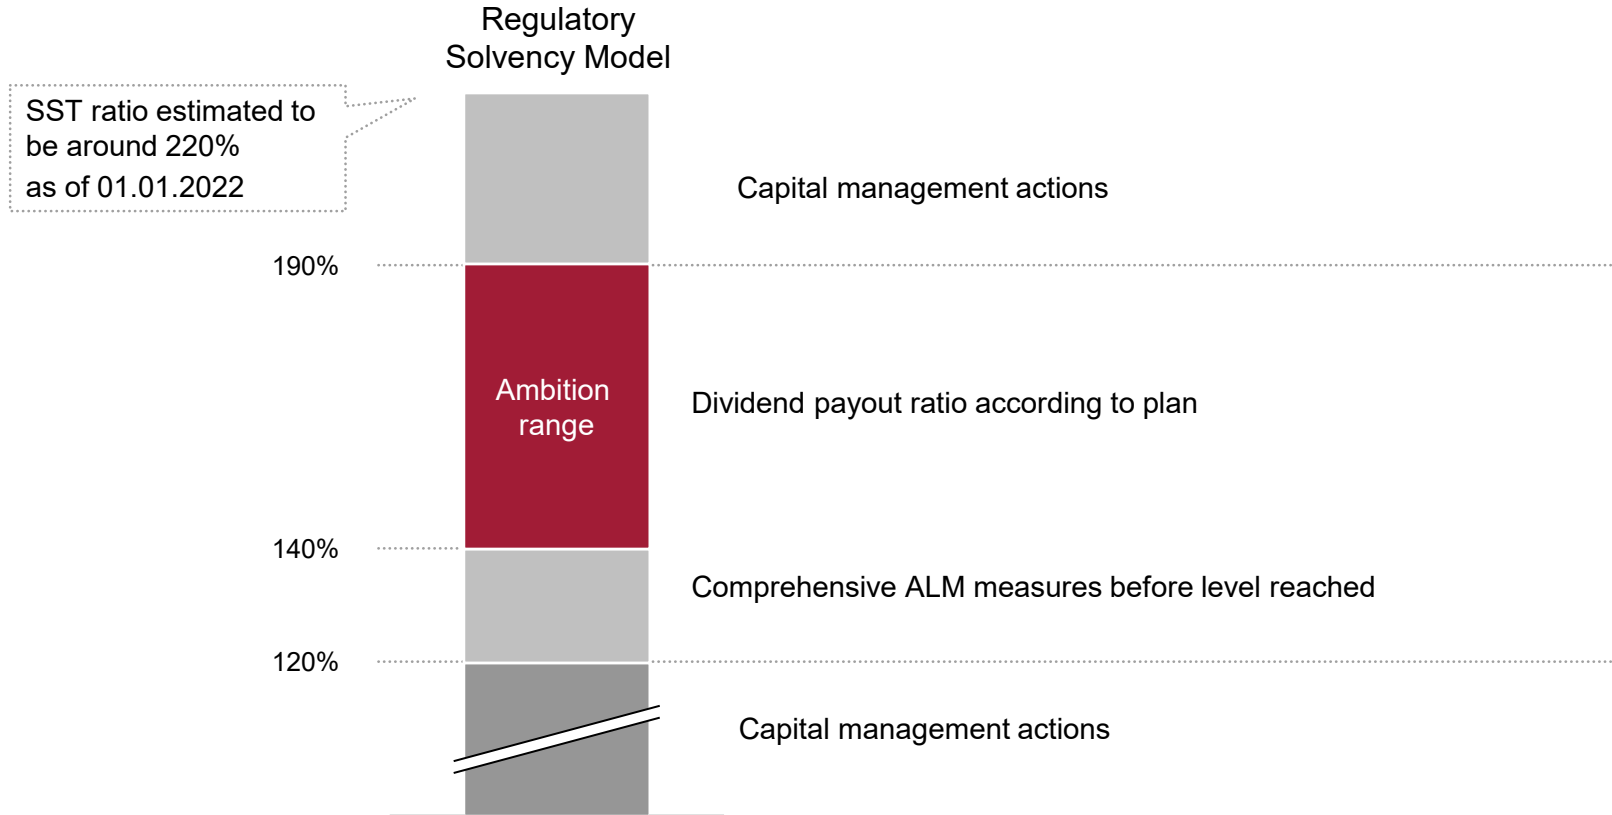 Regulatory
Solvency Model
SST ratio estimated to
be around 220%
as of 01.01.2022
Capital management actions
190%
Ambition
range
Dividend payout ratio according to plan
140%
Comprehensive ALM measures before level reached
120%
Capital management actions